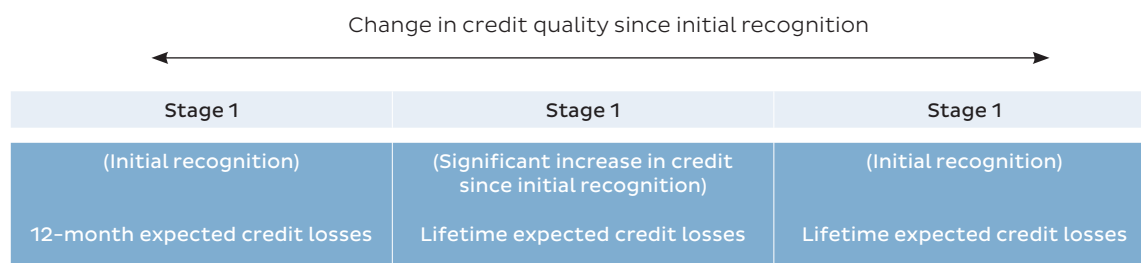 Change in credit quality since initial recognition
Stage 1
Stage 1
Stage 1
(Initial recognition)
12-month expected credit losses
(Significant increase in credit
since initial recognition)
Lifetime expected credit losses
(Initial recognition)
Lifetime expected credit losses